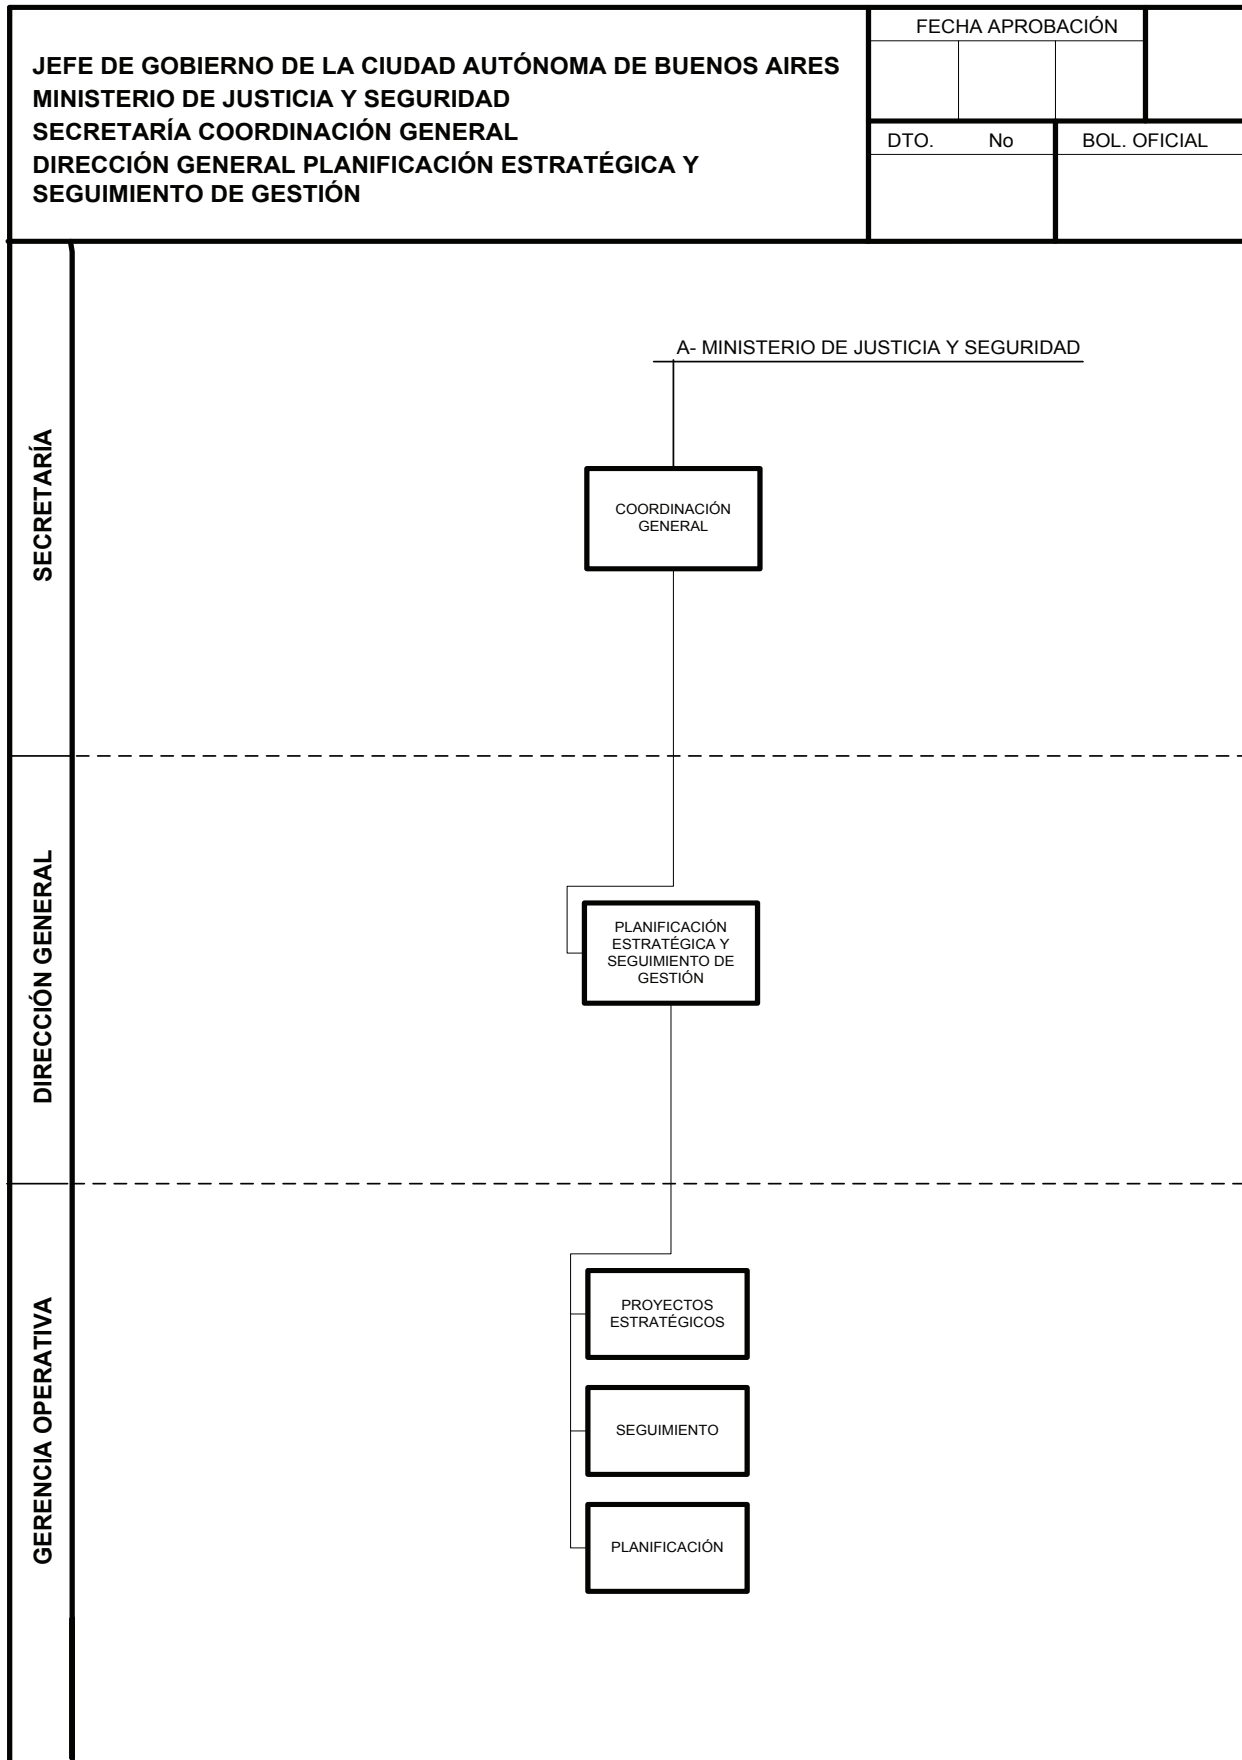 JEFE DE GOBIERNO DE LA CIUDAD AUTÓNOMA DE BUENOS AIRES
MINISTERIO DE JUSTICIA Y SEGURIDAD
SECRETARÍA COORDINACIÓN GENERAL
DIRECCIÓN GENERAL PLANIFICACIÓN ESTRATÉGICA Y
SEGUIMIENTO DE GESTIÓN
FECHA APROBACIÓN
DTO. No
BOL. OFICIAL
SECRETARÍA
A- MINISTERIO DE JUSTICIA Y SEGURIDAD
COORDINACIÓN
GENERAL
DIRECCIÓN GENERAL
PLANIFICACIÓN
ESTRATÉGICA Y
SEGUIMIENTO DE
GESTIÓN
GERENCIA OPERATIVA
PROYECTOS
ESTRATÉGICOS
SEGUIMIENTO
PLANIFICACIÓN